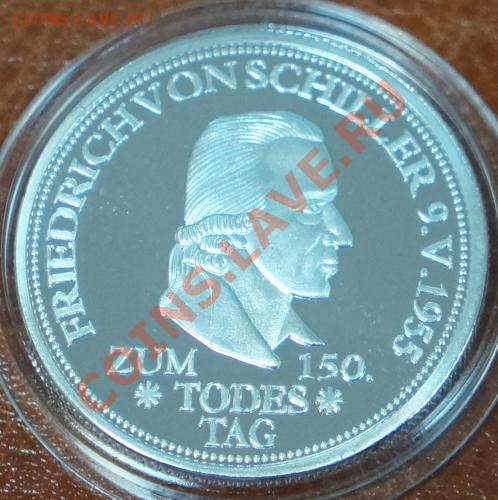 COINS.LAVE.RU
FRIEDRICH VON SCHILLER 9.V.1955
ZUM 150.
* TODES *
TAG
COINS.LAVE.RU